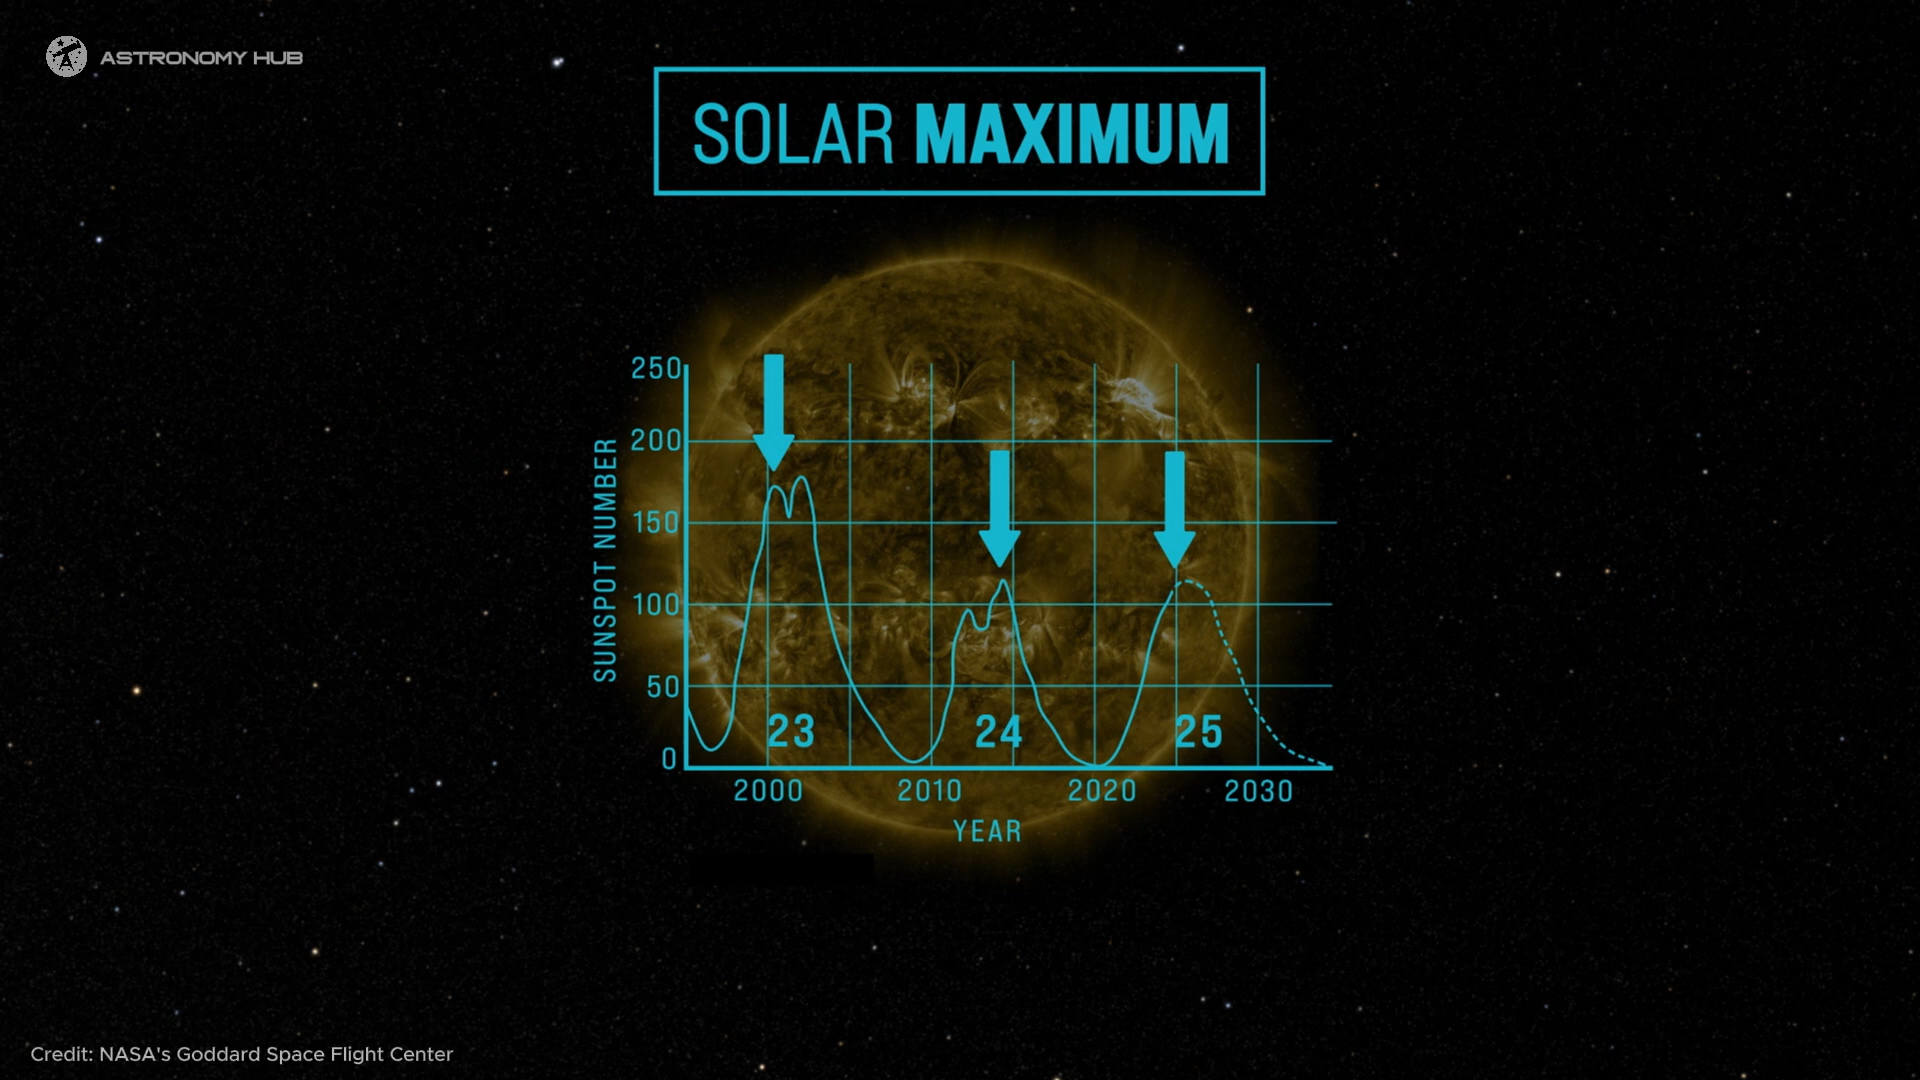 ASTRONOMY HUB
SOLAR MAXIMUM
250
200
150
100
50
0
SUNSPOT NUMBER
23 24 25
2000 2010 2020 2030
YEAR
Credit: NASA's Goddard Space Flight Center